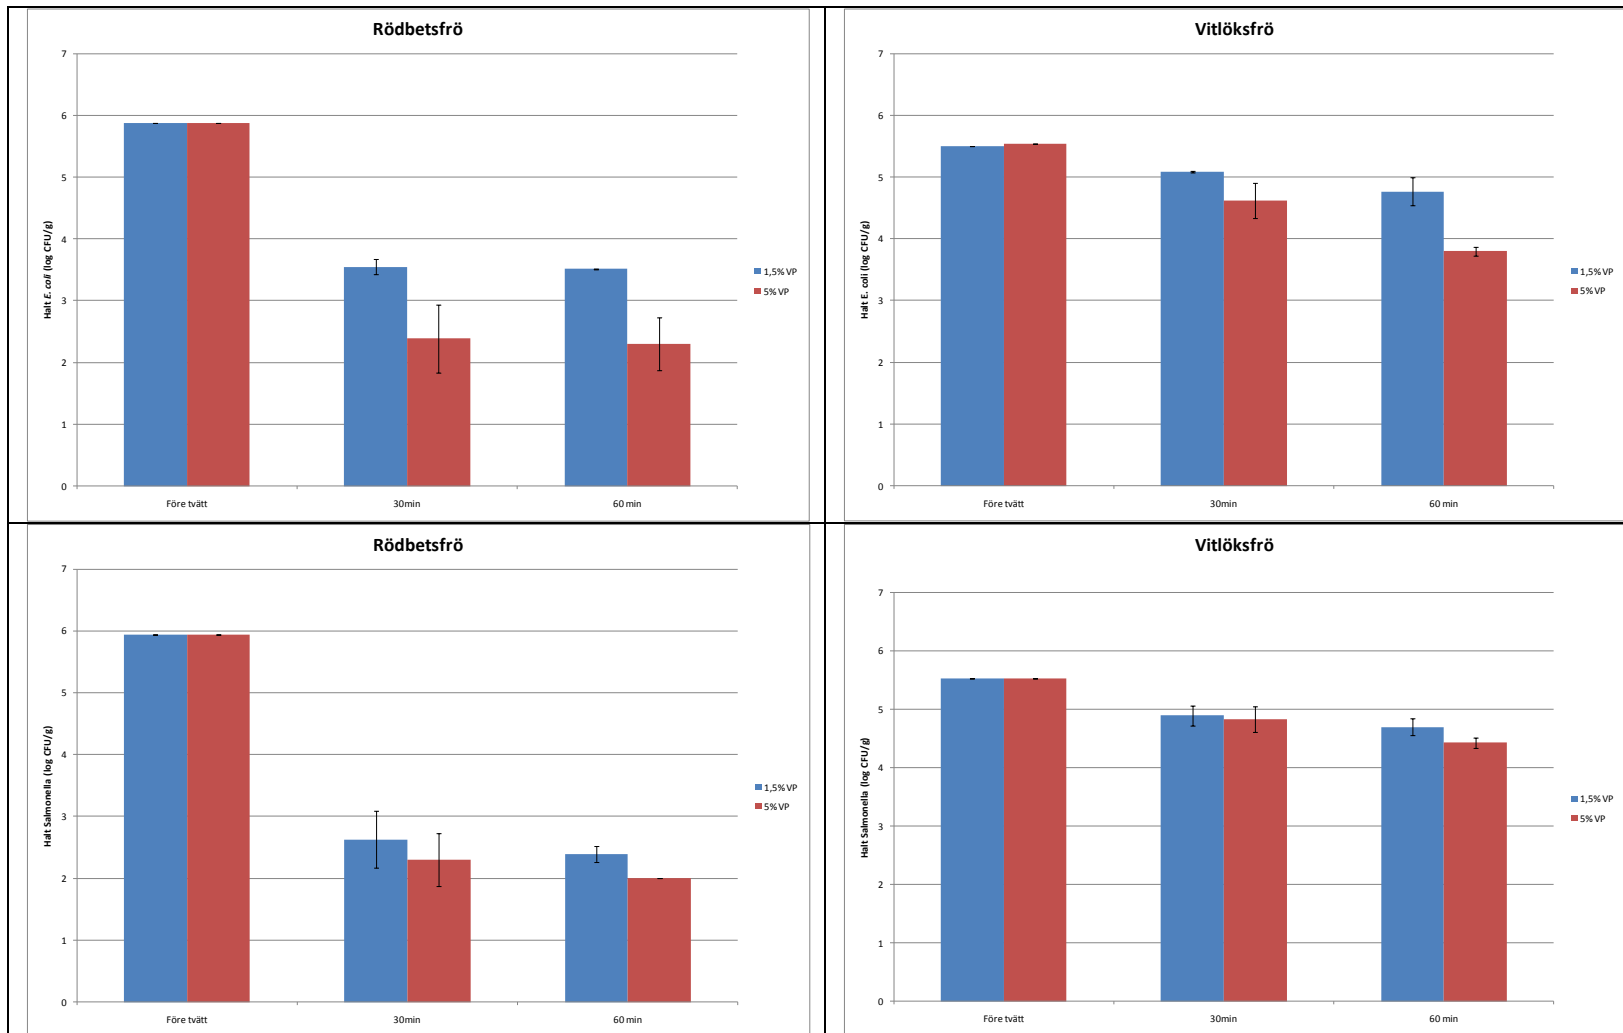 Rödbetsfrö
7
6
5
4
3
2
1
0
Halt E. coli (log CFU/g)
Före tvätt
30min
60 min
1,5% VP
5% VP
Vitlöksfrö
7
6
5
4
3
2
1
0
Halt E. coli (log CFU/g)
Före tvätt
30min
60 min
1,5% VP
5% VP
Rödbetsfrö
7
6
5
4
3
2
1
0
Halt Salmonella (log CFU/g)
Före tvätt
30min
60 min
1,5% VP
5% VP
Vitlöksfrö
7
6
5
4
3
2
1
0
Halt Salmonella (log CFU/g)
Före tvätt
30min
60 min
1,5% VP
5% VP